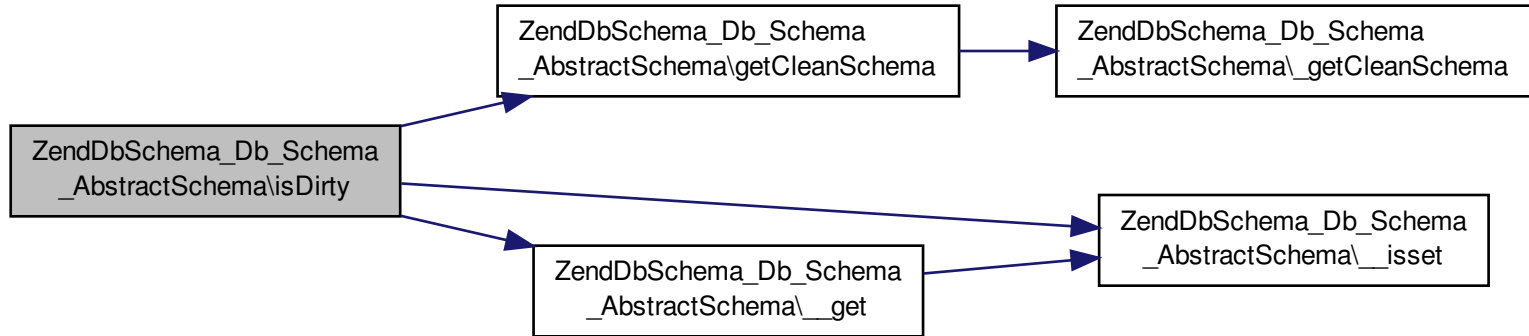 ZendDbSchema_Db_Schema
_AbstractSchema\isDirty
ZendDbSchema_Db_Schema
_AbstractSchema\getCleanSchema
ZendDbSchema_Db_Schema
_AbstractSchema\_getCleanSchema
ZendDbSchema_Db_Schema
_AbstractSchema\__get
ZendDbSchema_Db_Schema
_AbstractSchema\__isset